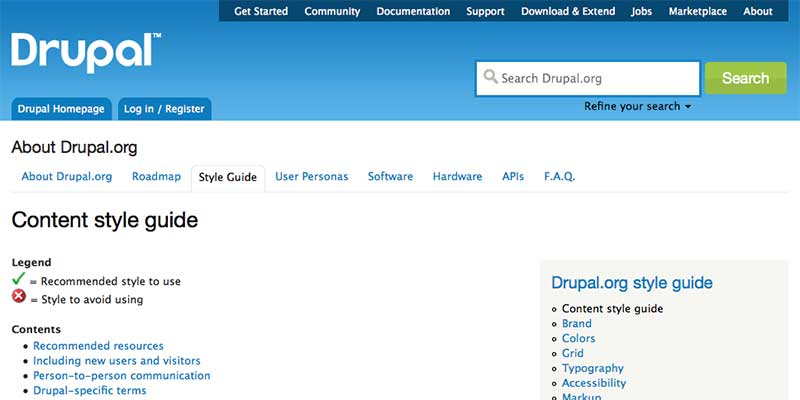 Get Started Community Documentation Support Download & Extend Jobs Marketplace About
Drupal™
Search Drupal.org Search
Refine your search
Drupal Homepage Log in / Register
About Drupal.org
About Drupal.org Roadmap Style Guide User Personas Software Hardware APIs F.A.Q.
Content style guide
Legend
= Recommended style to use
= Style to avoid using
Contents
• Recommended resources
• Including new users and visitors
• Person-to-person communication
• Drupal-specific terms
Drupal.org style guide
Content style guide
Brand
Colors
Grid
Typography
Accessibility
Markup